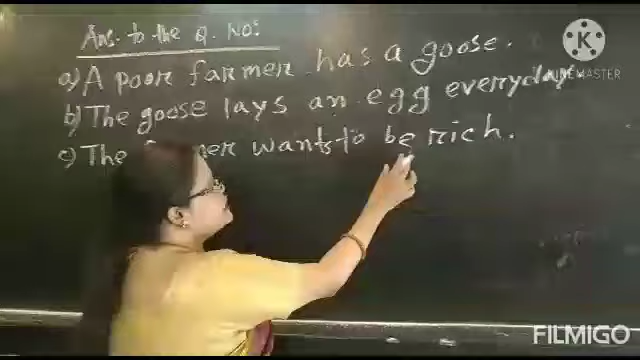 Ans. to the Q. No:
a) A poor farmer has a goose.
b) The goose lays an egg everyday.
c) The wants to be rich.
K
KINEMASTER
FILMIGO